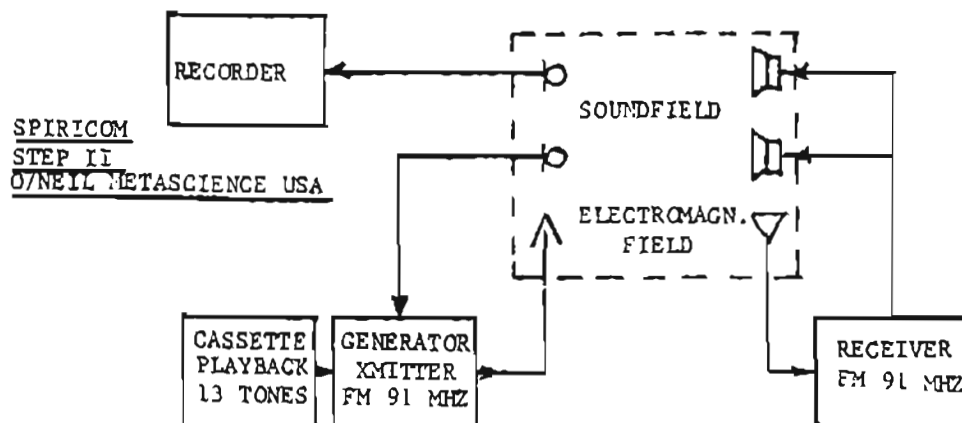 RECORDER
SOUNDFIELD
SPIRICOM
STEP II
O/NEIL METASCIENCE USA
ELECTROMAGN.
FIELD
CASSETTE
PLAYBACK
13 TONES
GENERATOR
XMITTER
FM 91 MHZ
RECEIVER
FM 91 MHZ